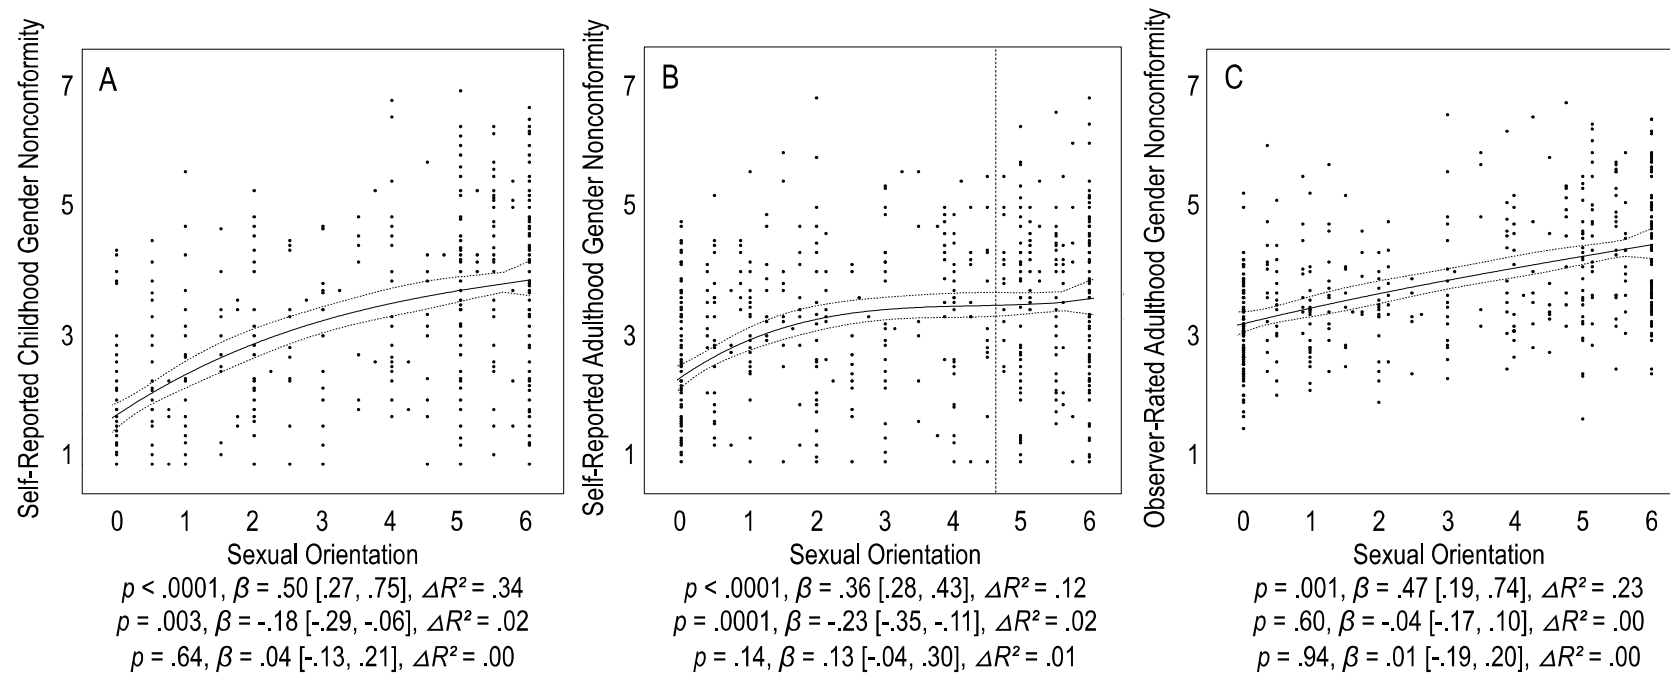 Self-Reported Childhood Gender Nonconformity
A
7
5
3
1
0 1 2 3 4 5 6
Sexual Orientation
p < .0001, β = .50 [.27, .75], ΔR² = .34
p = .003, β = -.18 [-.29, -.06], ΔR² = .02
p = .64, β = .04 [-.13, .21], ΔR² = .00
Self-Reported Adulthood Gender Nonconformity
B
7
5
3
1
0 1 2 3 4 5 6
Sexual Orientation
p < .0001, β = .36 [.28, .43], ΔR² = .12
p = .0001, β = -.23 [-.35, -.11], ΔR² = .02
p = .14, β = .13 [-.04, .30], ΔR² = .01
Observer-Rated Adulthood Gender Nonconformity
C
7
5
3
1
0 1 2 3 4 5 6
Sexual Orientation
p = .001, β = .47 [.19, .74], ΔR² = .23
p = .60, β = -.04 [-.17, .10], ΔR² = .00
p = .94, β = .01 [-.19, .20], ΔR² = .00